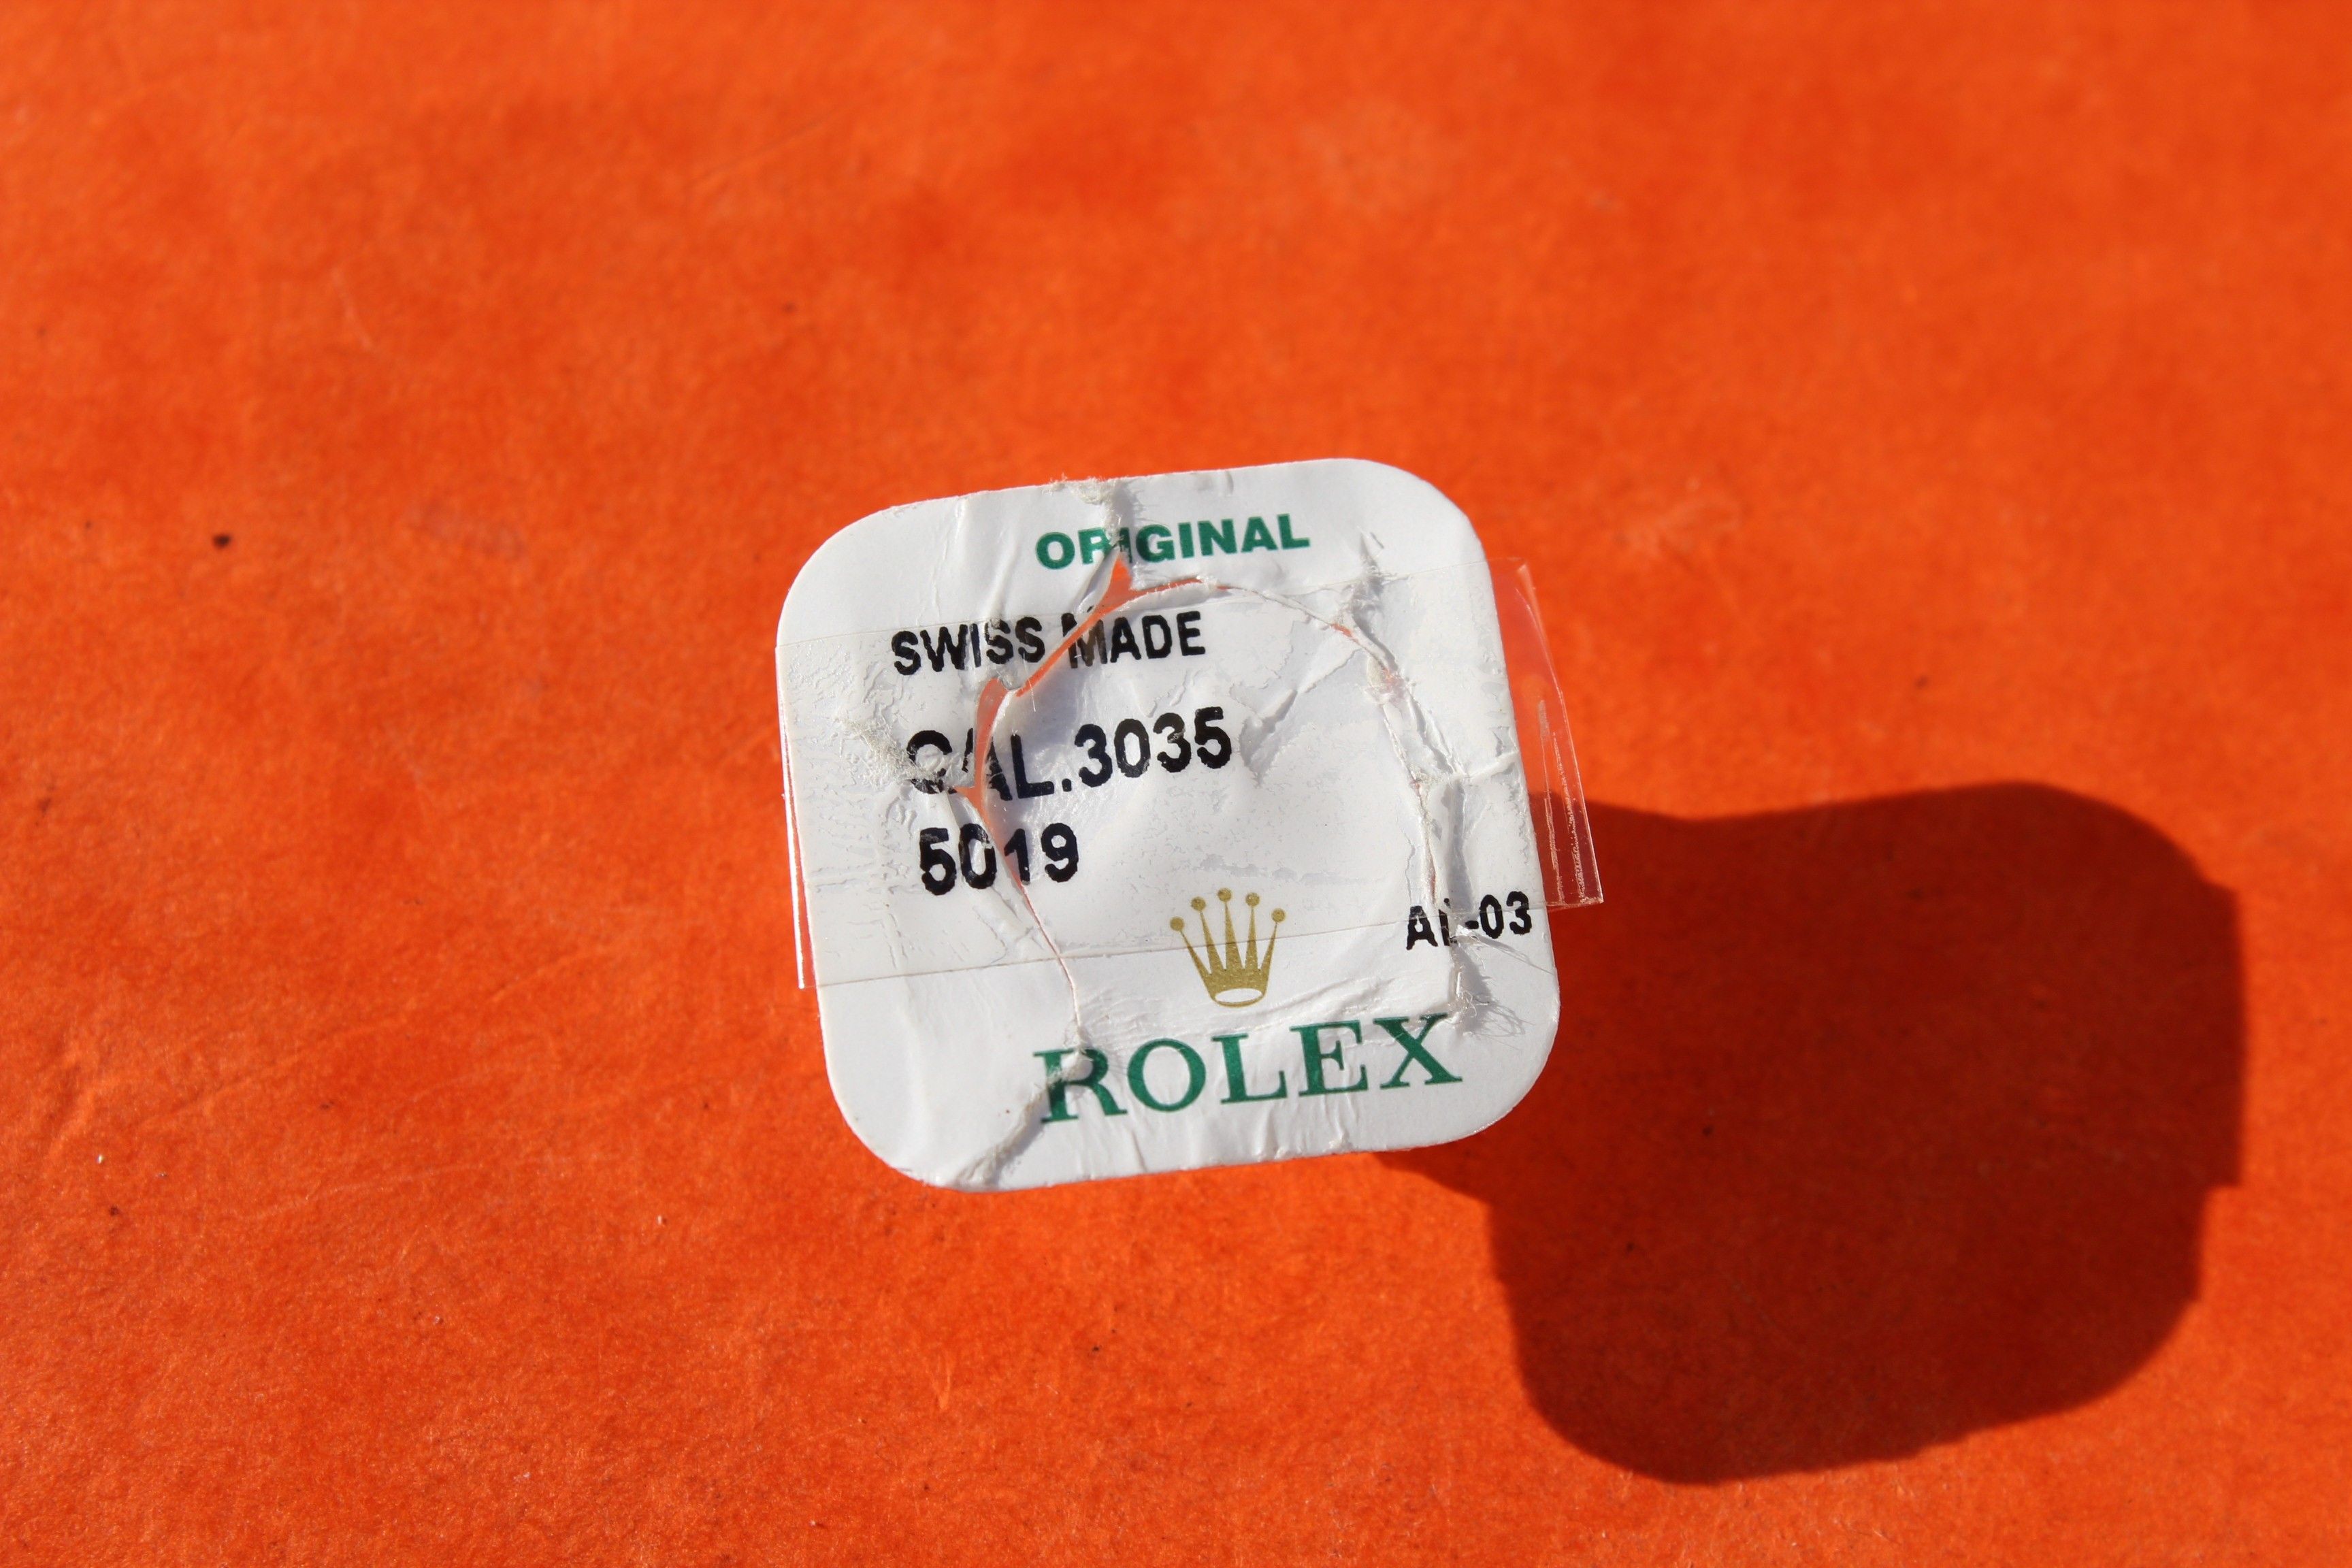 ORIGINAL
SWISS MADE
CAL.3035
5019
AL-03
ROLEX